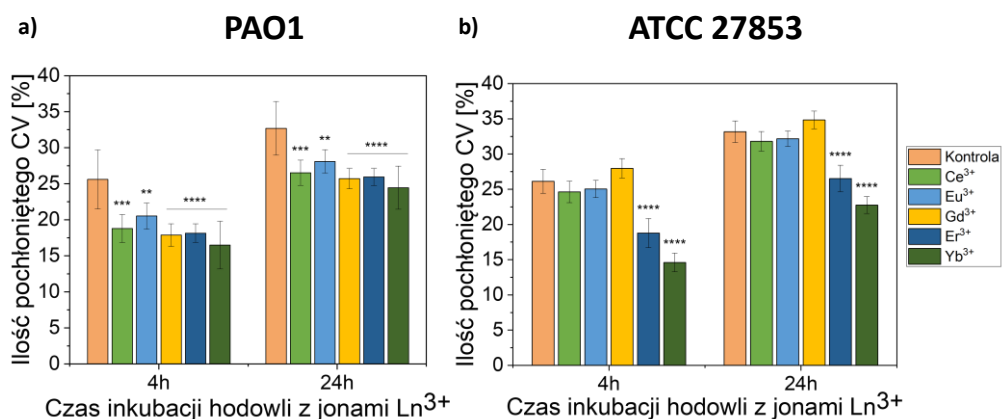 a)
PAO1
Ilość pochłoniętego CV [%]
40
35
30
25
20
15
10
5
0
***
**
****
***
**
****
4h
24h
Czas inkubacji hodowli z jonami Ln³⁺
b)
ATCC 27853
Ilość pochłoniętego CV [%]
40
35
30
25
20
15
10
5
0
****
****
****
****
4h
24h
Czas inkubacji hodowli z jonami Ln³⁺
Kontrola
Ce³⁺
Eu³⁺
Gd³⁺
Er³⁺
Yb³⁺